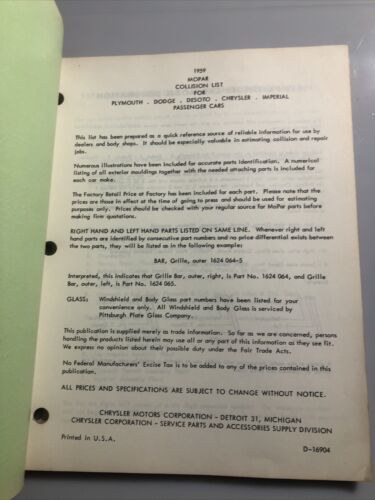 1959
MOPAR
COLLISION LIST
FOR
PLYMOUTH . DODGE . DESOTO . CHRYSLER . IMPERIAL
PASSENGER CARS
This list has been prepared as a quick reference source of reliable information for use by
dealers and body shops. It should be especially valuable in estimating collision and repair
jobs.
Numerous illustrations have been included for accurate parts identification. A numerical
listing of all exterior mouldings together with the needed attaching parts is included for
each car make.
The Factory Retail Price at Factory has been included for each part. Please note that the
prices are those in effect at the time of going to press and should be used for estimating
purposes only. Prices should be checked with your regular source for MoPar parts before
making firm quotations.
RIGHT HAND AND LEFT HAND PARTS LISTED ON SAME LINE. Whenever right and left
hand parts are identified by consecutive part numbers and no price differential exists between
the two parts, they will be listed as in the following examples:
BAR, Grille, outer 1624 064-5
Interpreted, this indicates that Grille Bar, outer, right, is Part No. 1624 064, and Grille
Bar, outer, left, is Part No. 1624 065.
GLASS: Windshield and Body Glass part numbers have been listed for your
convenience only. All Windshield and Body Glass is serviced by
Pittsburgh Plate Glass Company.
This publication is supplied merely as trade information. So far as we are concerned, persons
handling the products listed herein may use all or any part of this information as they see fit.
We express no opinion about their possible duty under the Fair Trade Acts.
No Federal Manufacturers' Excise Tax is to be added to any of the prices contained in this
publication.
ALL PRICES AND SPECIFICATIONS ARE SUBJECT TO CHANGE WITHOUT NOTICE.
CHRYSLER MOTORS CORPORATION - DETROIT 31, MICHIGAN
CHRYSLER CORPORATION - SERVICE PARTS AND ACCESSORIES SUPPLY DIVISION
Printed in U.S.A.
D-16904